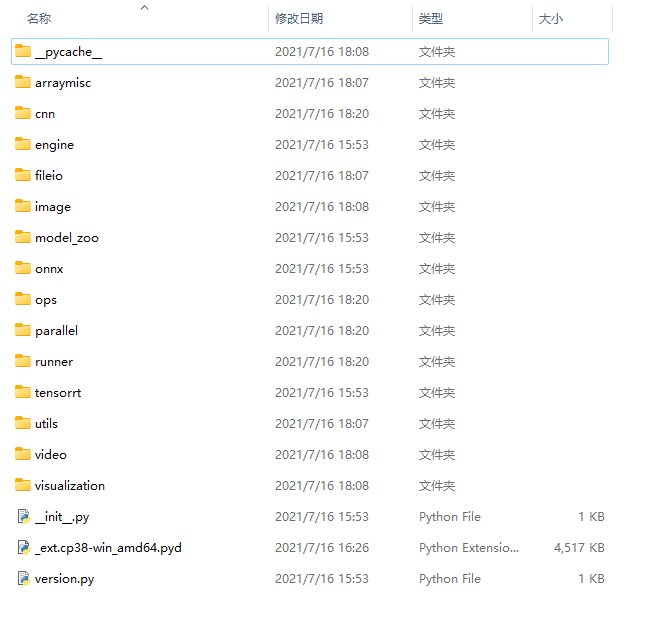 名称 修改日期 类型 大小
__pycache__ 2021/7/16 18:08 文件夹
arraymisc 2021/7/16 18:07 文件夹
cnn 2021/7/16 18:20 文件夹
engine 2021/7/16 15:53 文件夹
fileio 2021/7/16 18:07 文件夹
image 2021/7/16 18:08 文件夹
model_zoo 2021/7/16 15:53 文件夹
onnx 2021/7/16 15:53 文件夹
ops 2021/7/16 18:20 文件夹
parallel 2021/7/16 18:20 文件夹
runner 2021/7/16 18:20 文件夹
tensorrt 2021/7/16 15:53 文件夹
utils 2021/7/16 18:07 文件夹
video 2021/7/16 18:08 文件夹
visualization 2021/7/16 18:08 文件夹
__init__.py 2021/7/16 15:53 Python File 1 KB
_ext.cp38-win_amd64.pyd 2021/7/16 16:26 Python Extensio... 4,517 KB
version.py 2021/7/16 15:53 Python File 1 KB